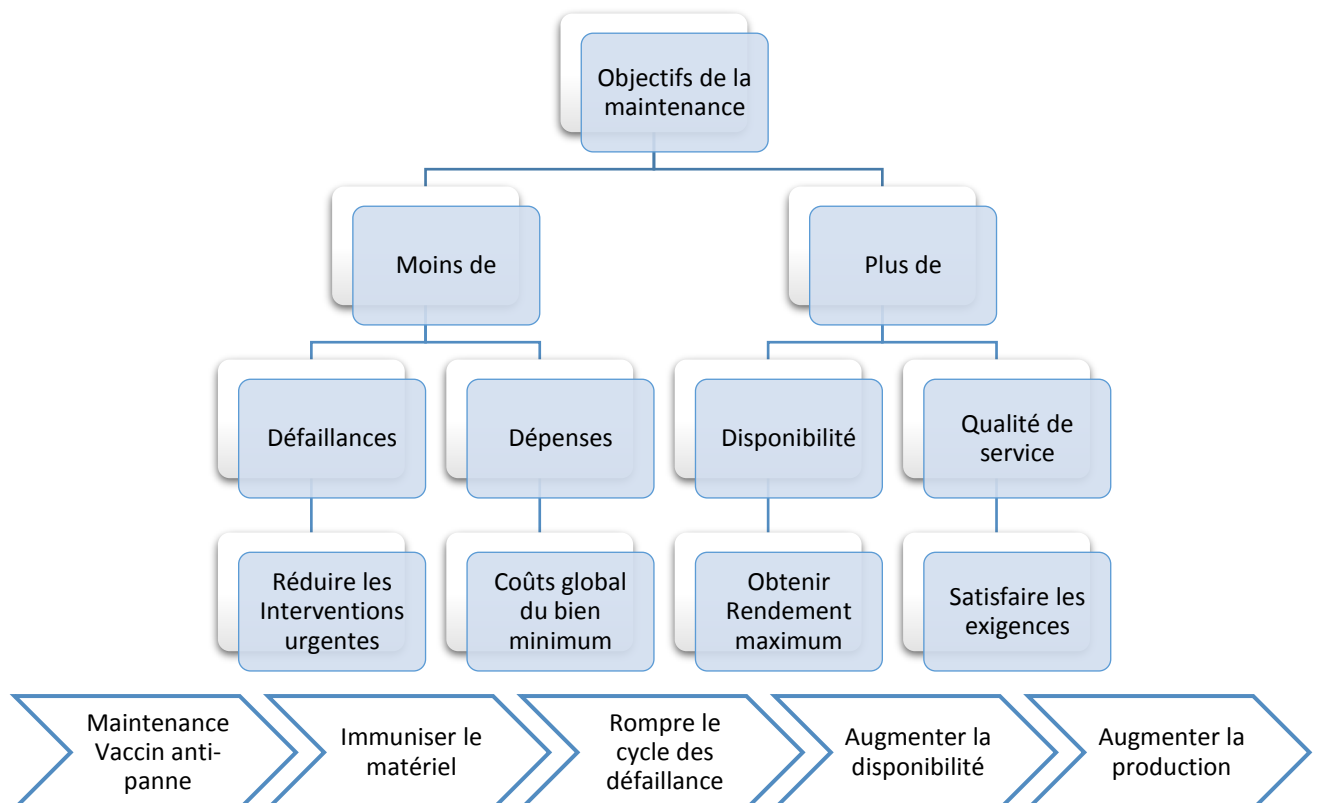 Objectifs de la
maintenance
Moins de
Plus de
Défaillances
Dépenses
Disponibilité
Qualité de
service
Réduire les
Interventions
urgentes
Coûts global
du bien
minimum
Obtenir
Rendement
maximum
Satisfaire les
exigences
Maintenance
Vaccin anti-
panne
Immuniser le
matériel
Rompre le
cycle des
défaillance
Augmenter la
disponibilité
Augmenter la
production